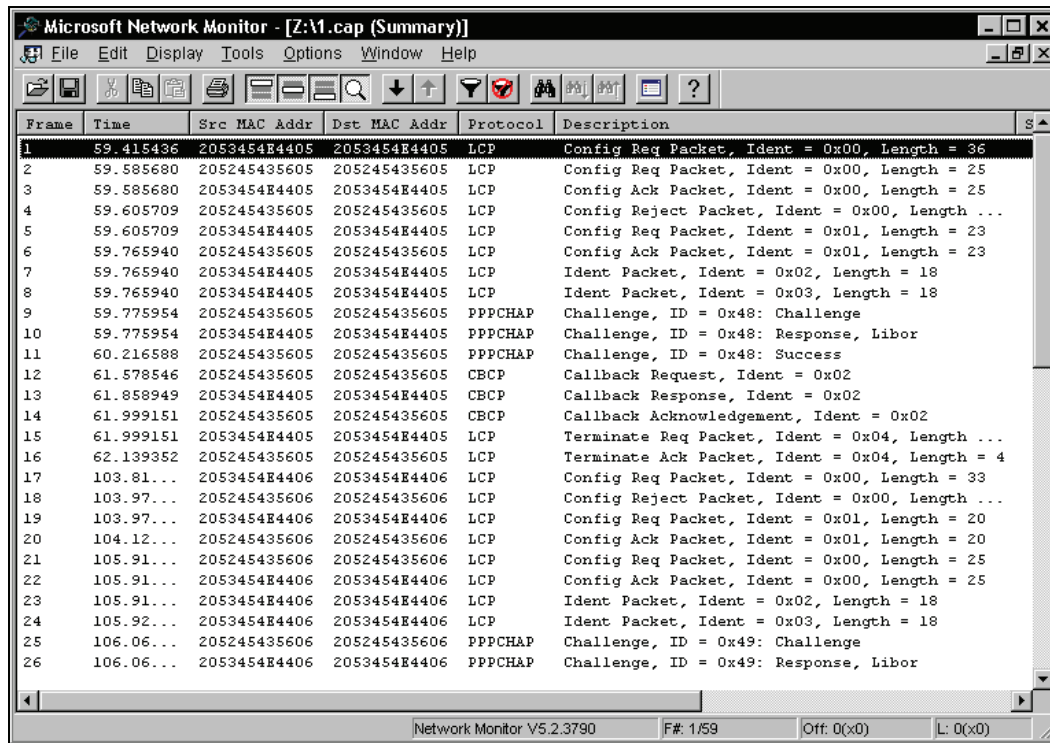 Microsoft Network Monitor - [Z:\1.cap (Summary)]
File Edit Display Tools Options Window Help
Frame Time Src MAC Addr Dst MAC Addr Protocol Description S
1 59.415436 2053454E4405 2053454E4405 LCP Config Req Packet, Ident = 0x00, Length = 36
2 59.585680 205245435605 205245435605 LCP Config Req Packet, Ident = 0x00, Length = 25
3 59.585680 2053454E4405 2053454E4405 LCP Config Ack Packet, Ident = 0x00, Length = 25
4 59.605709 205245435605 205245435605 LCP Config Reject Packet, Ident = 0x00, Length ...
5 59.605709 2053454E4405 2053454E4405 LCP Config Req Packet, Ident = 0x01, Length = 23
6 59.765940 205245435605 205245435605 LCP Config Ack Packet, Ident = 0x01, Length = 23
7 59.765940 2053454E4405 2053454E4405 LCP Ident Packet, Ident = 0x02, Length = 18
8 59.765940 2053454E4405 2053454E4405 LCP Ident Packet, Ident = 0x03, Length = 18
9 59.775954 205245435605 205245435605 PPPCHAP Challenge, ID = 0x48: Challenge
10 59.775954 2053454E4405 2053454E4405 PPPCHAP Challenge, ID = 0x48: Response, Libor
11 60.216588 205245435605 205245435605 PPPCHAP Challenge, ID = 0x48: Success
12 61.578546 205245435605 205245435605 CBCP Callback Request, Ident = 0x02
13 61.858949 2053454E4405 2053454E4405 CBCP Callback Response, Ident = 0x02
14 61.999151 205245435605 205245435605 CBCP Callback Acknowledgement, Ident = 0x02
15 61.999151 2053454E4405 2053454E4405 LCP Terminate Req Packet, Ident = 0x04, Length ...
16 62.139352 205245435605 205245435605 LCP Terminate Ack Packet, Ident = 0x04, Length = 4
17 103.81... 2053454E4406 2053454E4406 LCP Config Req Packet, Ident = 0x00, Length = 33
18 103.97... 205245435606 205245435606 LCP Config Reject Packet, Ident = 0x00, Length ...
19 103.97... 2053454E4406 2053454E4406 LCP Config Req Packet, Ident = 0x01, Length = 20
20 104.12... 205245435606 205245435606 LCP Config Ack Packet, Ident = 0x01, Length = 20
21 105.91... 205245435606 205245435606 LCP Config Req Packet, Ident = 0x00, Length = 25
22 105.91... 2053454E4406 2053454E4406 LCP Config Ack Packet, Ident = 0x00, Length = 25
23 105.91... 2053454E4406 2053454E4406 LCP Ident Packet, Ident = 0x02, Length = 18
24 105.92... 2053454E4406 2053454E4406 LCP Ident Packet, Ident = 0x03, Length = 18
25 106.06... 205245435606 205245435606 PPPCHAP Challenge, ID = 0x49: Challenge
26 106.06... 2053454E4406 2053454E4406 PPPCHAP Challenge, ID = 0x49: Response, Libor
Network Monitor V5.2.3790 F#: 1/59 Off: 0(x0) L: 0(x0)